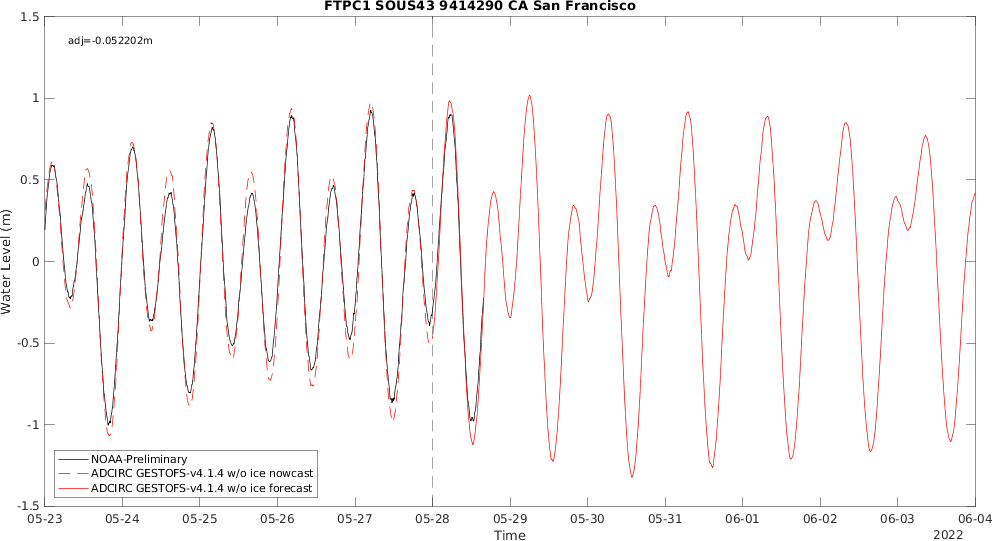 FTPC1 SOUS43 9414290 CA San Francisco
1.5
adj=-0.052202m
1
0.5
0
-0.5
-1
-1.5
Water Level (m)
NOAA-Preliminary
ADCIRC GESTOFS-v4.1.4 w/o ice nowcast
ADCIRC GESTOFS-v4.1.4 w/o ice forecast
05-23 05-24 05-25 05-26 05-27 05-28 05-29 05-30 05-31 06-01 06-02 06-03 06-04
Time
2022